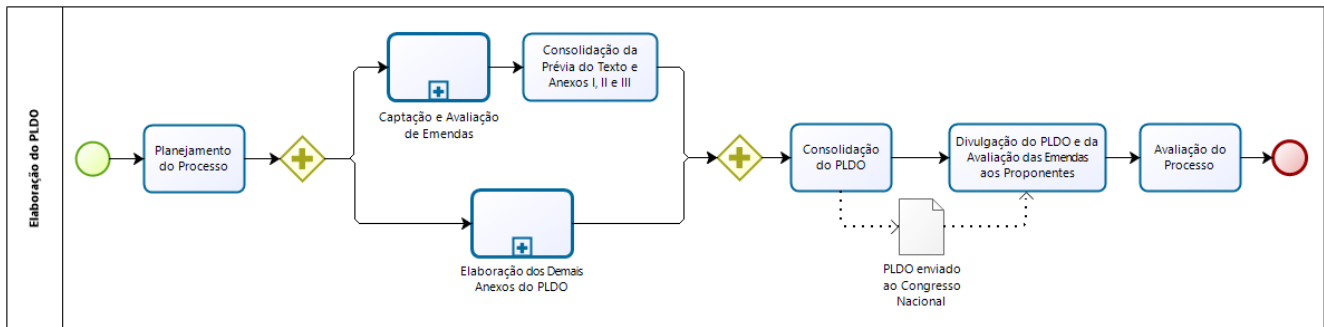 Elaboração do PLDO
Planejamento
do Processo
Captação e Avaliação
de Emendas
Consolidação da
Prévia do Texto e
Anexos I, II e III
Elaboração dos Demais
Anexos do PLDO
Consolidação
do PLDO
PLDO enviado
ao Congresso
Nacional
Divulgação do PLDO e da
Avaliação das Emendas
aos Proponentes
Avaliação do
Processo